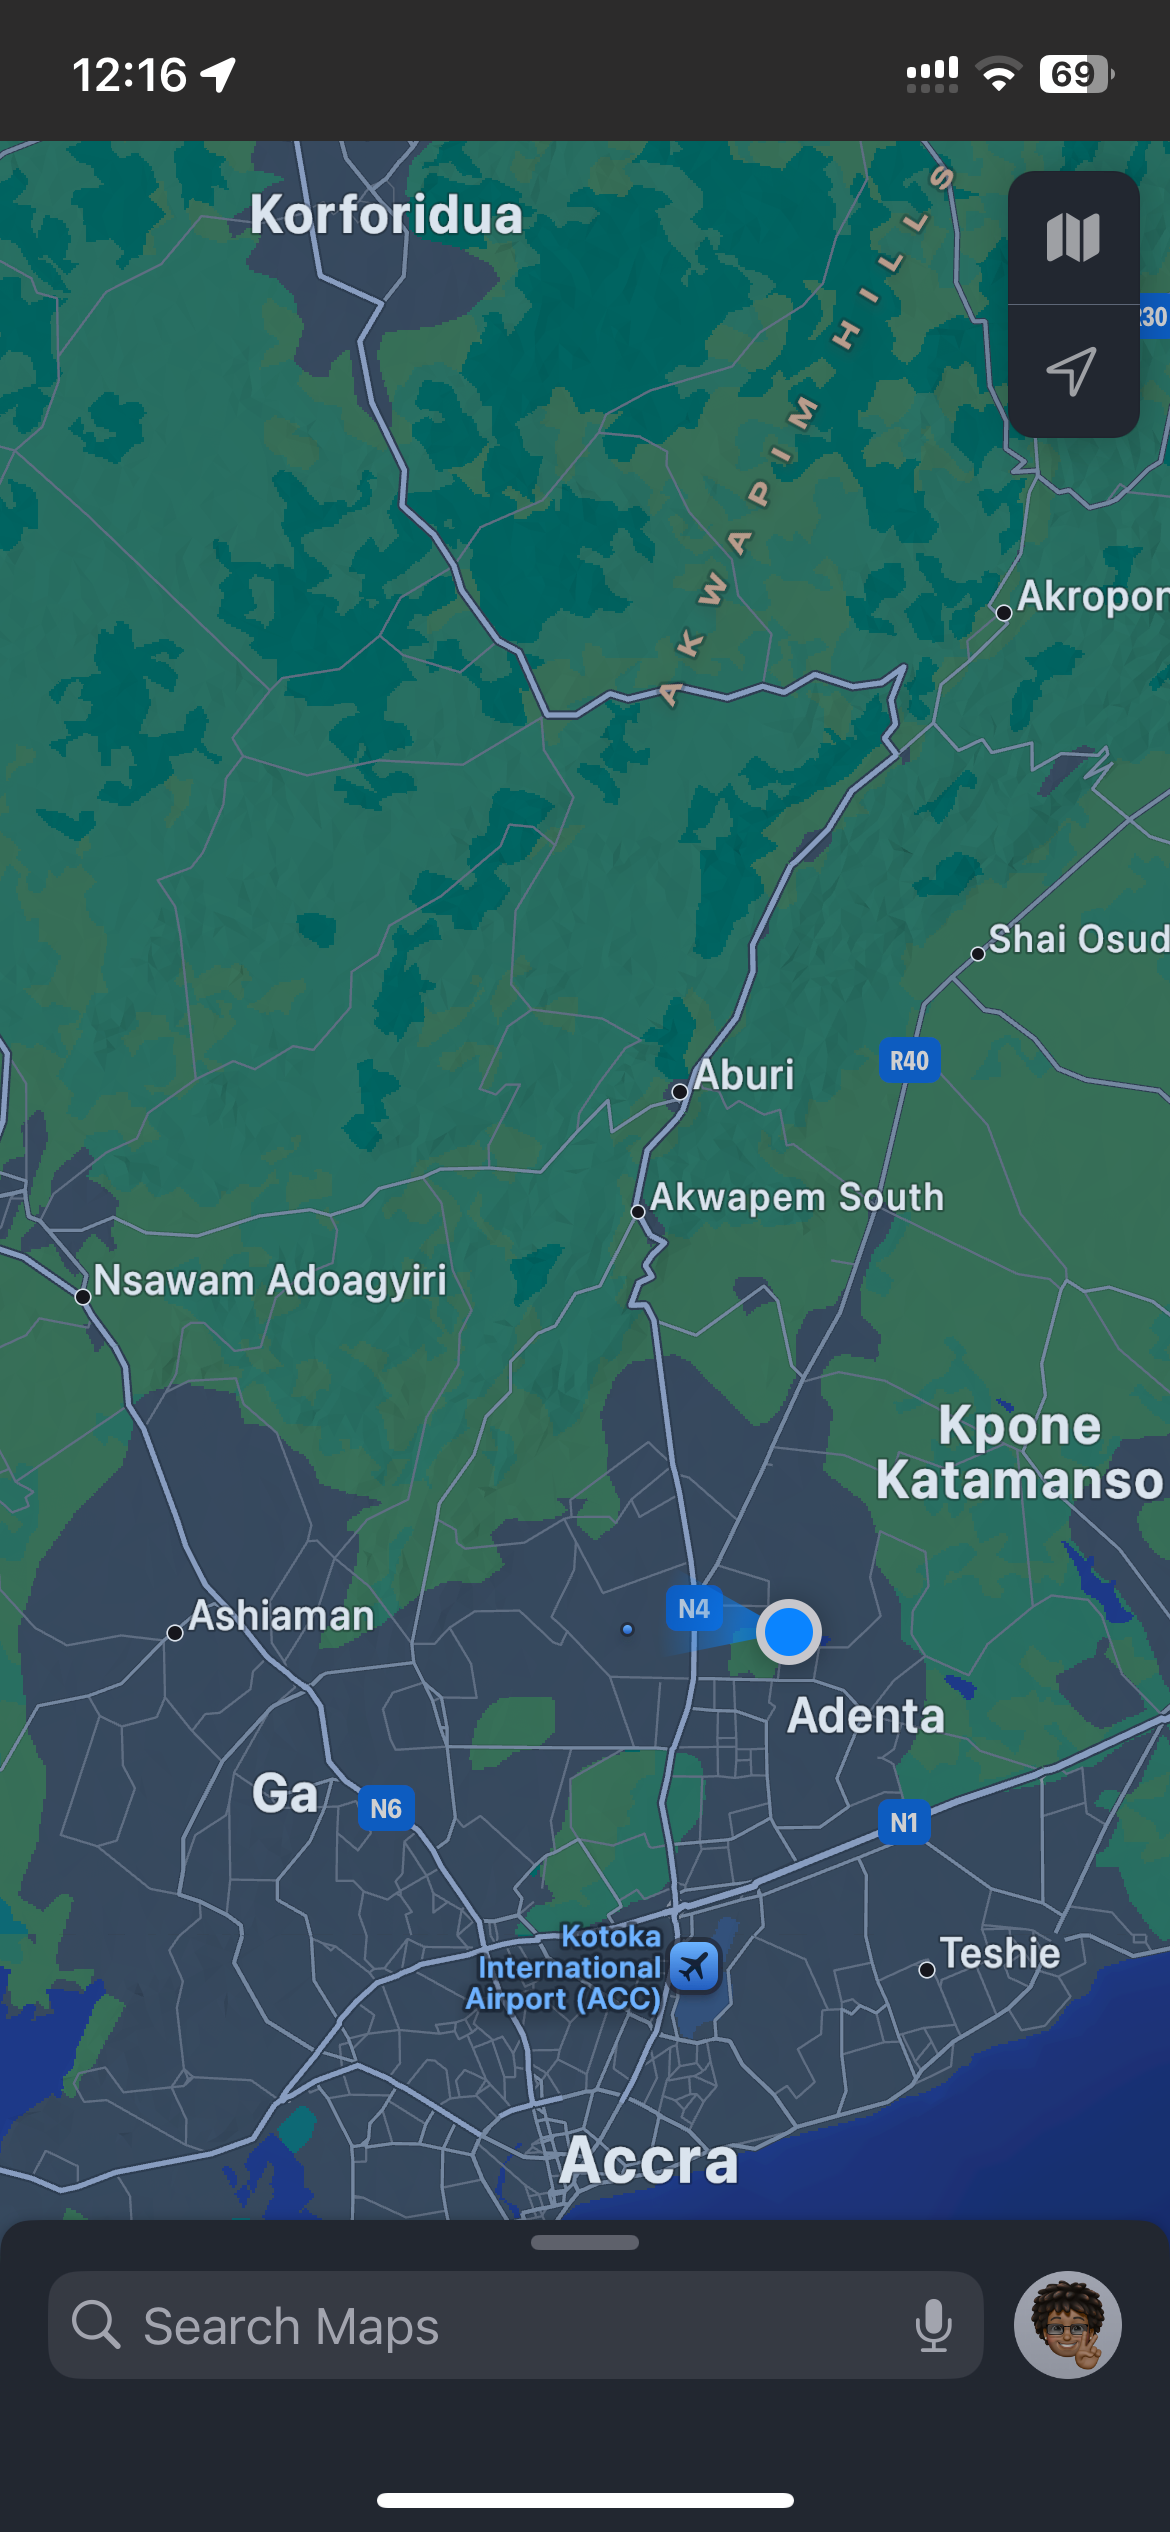 12:16
69
Korforidua
AKWAPIM HILLS
Akropon
Shai Osud
R40
Aburi
Akwapem South
Nsawam Adoagyiri
Kpone
Katamanso
N4
Ashiaman
Adenta
Ga
N6
N1
Kotoka
International
Airport (ACC)
Teshie
Accra
Search Maps